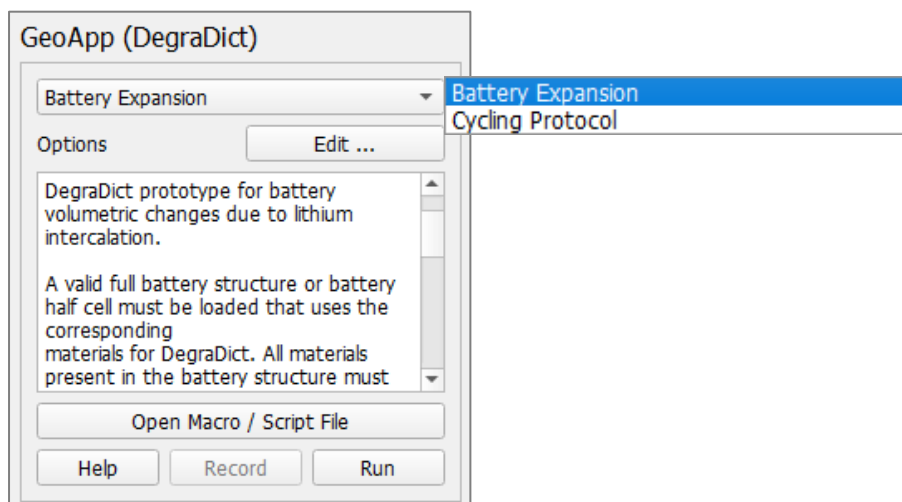 GeoApp (DegraDict)
Battery Expansion
Battery Expansion
Cycling Protocol
Options
Edit ...
DegraDict prototype for battery
volumetric changes due to lithium
intercalation.
A valid full battery structure or battery
half cell must be loaded that uses the
corresponding
materials for DegraDict. All materials
present in the battery structure must
Open Macro / Script File
Help
Record
Run